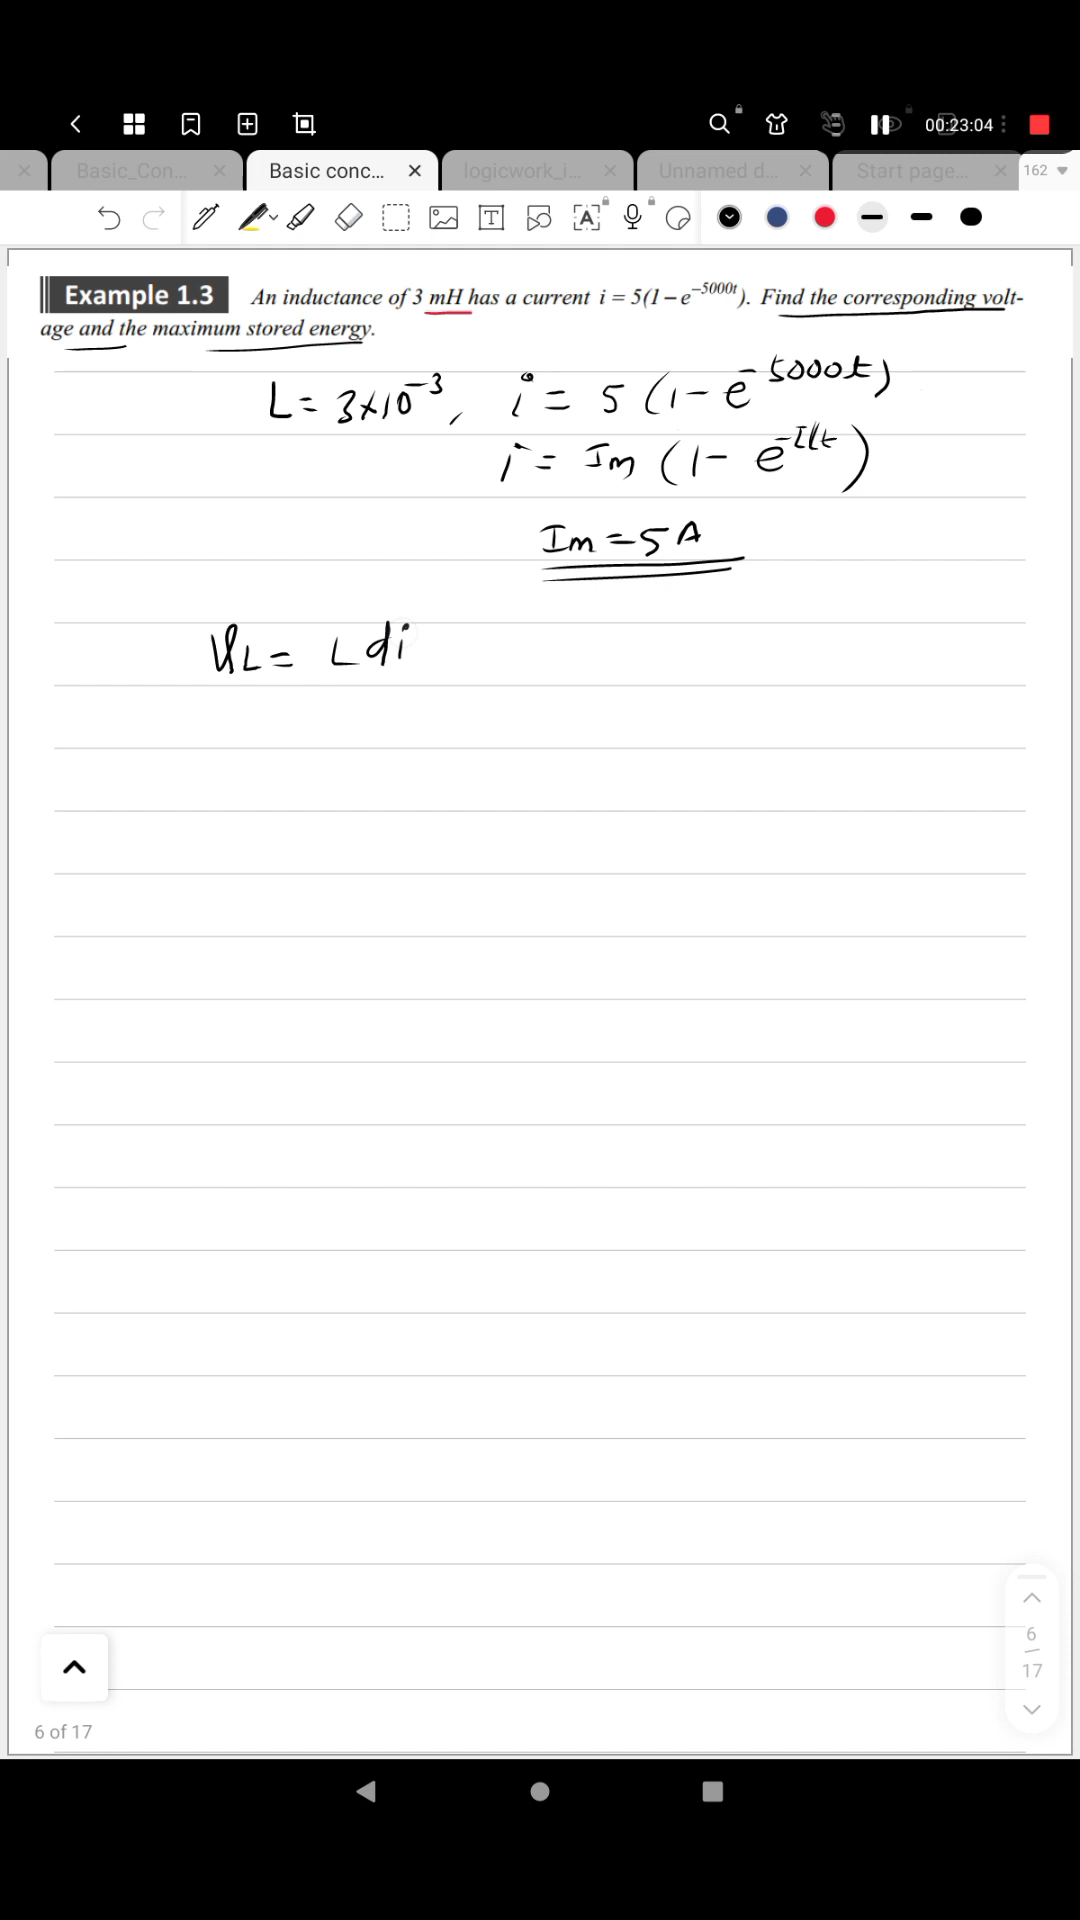 00:23:04
Basic_Con...
Basic conc...
logicwork_i...
Unnamed d...
Start page...
162
Example 1.3 An inductance of 3 mH has a current i = 5(1 – e^–5000t). Find the corresponding volt-
age and the maximum stored energy.
L = 3×10^-3, i = 5 (1- e^-5000t)
i = Im (1- e
Im = 5 A
VL = L di
6
17
6 of 17